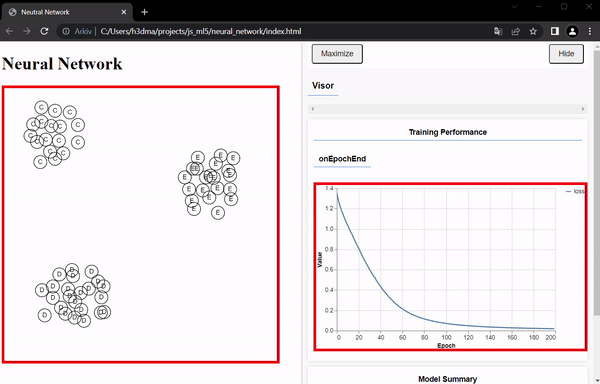 Neutral Network
Arkiv | C:/Users/h3dma/projects/js_ml5/neural_network/index.html
Neural Network
C C C C C C C C C C C C C C C
E E E E E E E E E E E E E E E E E E
D D D D D D D D D D D D D D D D D D D D
Maximize
Hide
Visor
Training Performance
onEpochEnd
loss
1.4
1.2
1.0
0.8
0.6
0.4
0.2
0.0
Value
0 20 40 60 80 100 120 140 160 180 200
Epoch
Model Summary